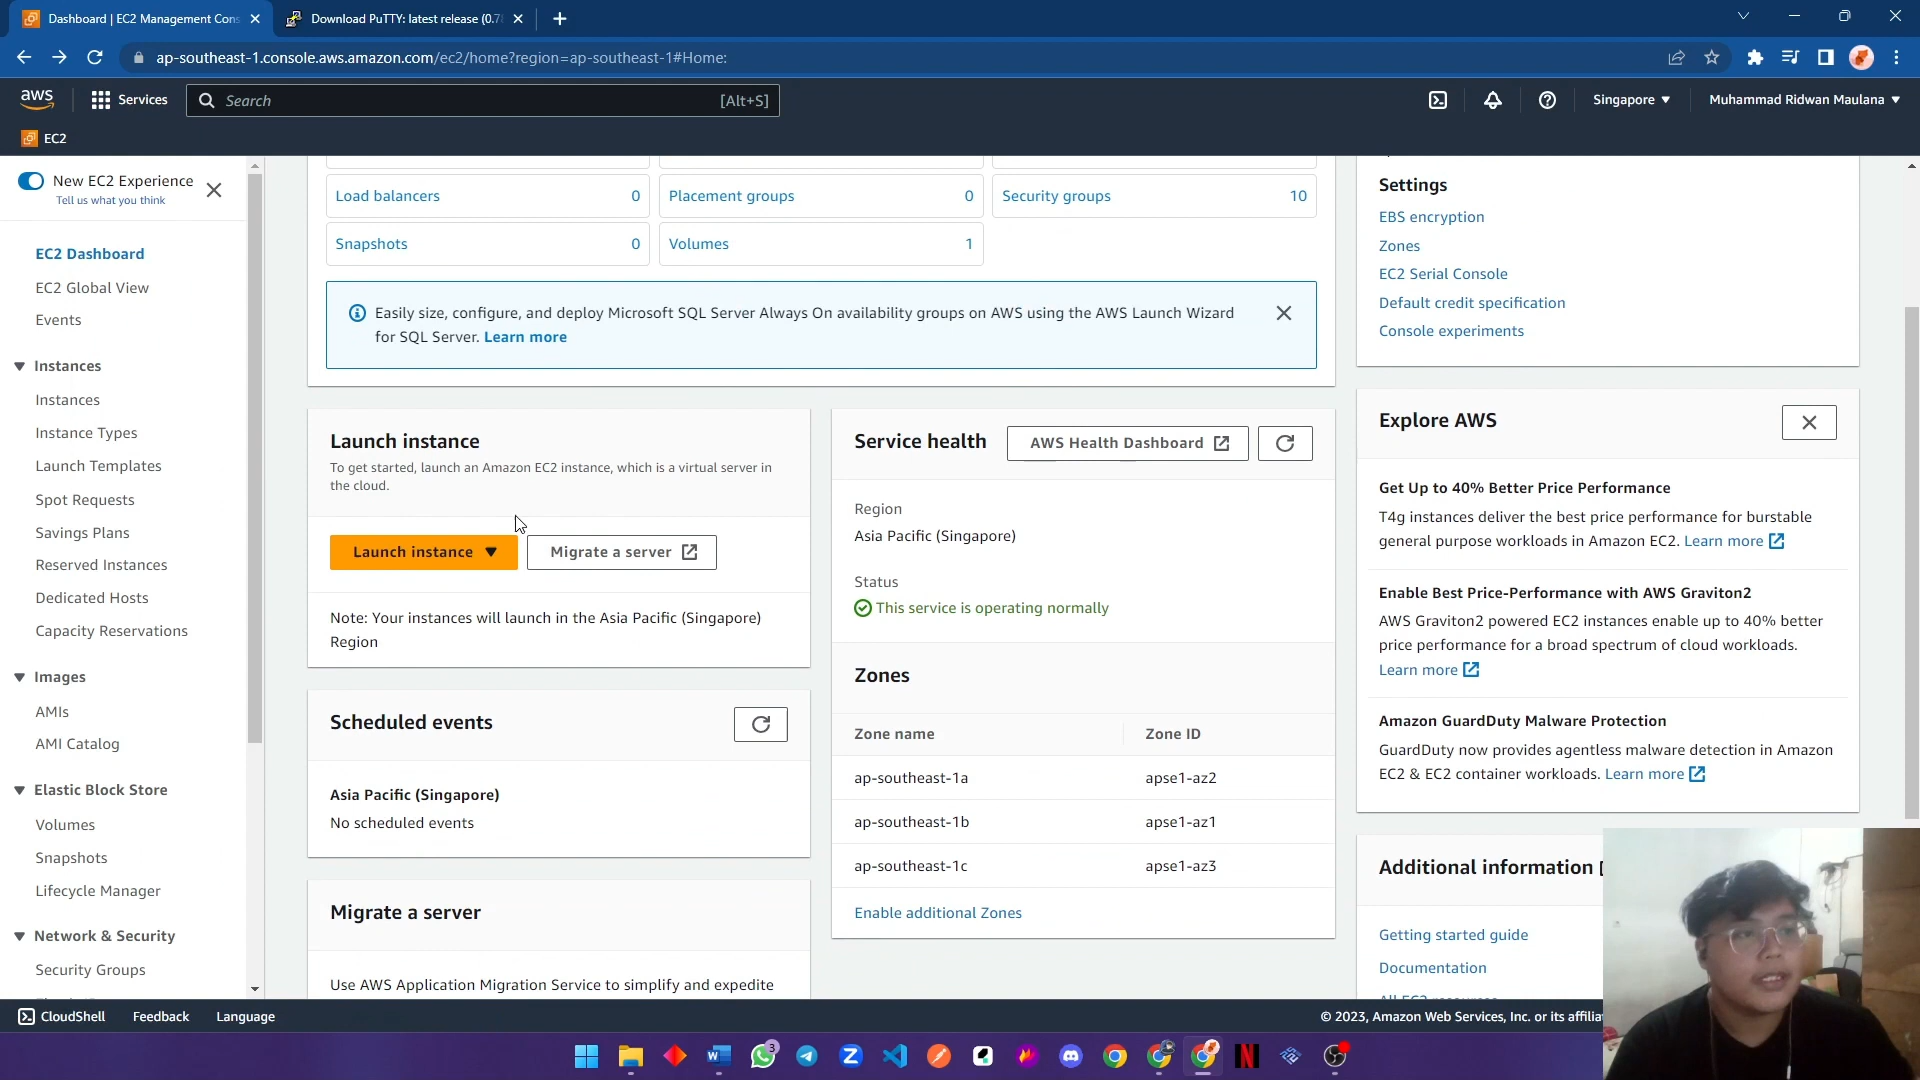 Dashboard | EC2 Management Cons
Download PuTTY: latest release (0.78
ap-southeast-1.console.aws.amazon.com/ec2/home?region=ap-southeast-1#Home:
aws
Services
Search
[Alt+S]
Singapore
Muhammad Ridwan Maulana
EC2
New EC2 Experience
Tell us what you think
EC2 Dashboard
EC2 Global View
Events
Instances
Instances
Instance Types
Launch Templates
Spot Requests
Savings Plans
Reserved Instances
Dedicated Hosts
Capacity Reservations
Images
AMIs
AMI Catalog
Elastic Block Store
Volumes
Snapshots
Lifecycle Manager
Network & Security
Security Groups
Load balancers 0
Placement groups 0
Security groups 10
Snapshots 0
Volumes 1
Easily size, configure, and deploy Microsoft SQL Server Always On availability groups on AWS using the AWS Launch Wizard
for SQL Server. Learn more
Launch instance
To get started, launch an Amazon EC2 instance, which is a virtual server in
the cloud.
Launch instance
Migrate a server
Note: Your instances will launch in the Asia Pacific (Singapore)
Region
Scheduled events
Asia Pacific (Singapore)
No scheduled events
Migrate a server
Use AWS Application Migration Service to simplify and expedite
Service health
AWS Health Dashboard
Region
Asia Pacific (Singapore)
Status
This service is operating normally
Zones
Zone name Zone ID
ap-southeast-1a apse1-az2
ap-southeast-1b apse1-az1
ap-southeast-1c apse1-az3
Enable additional Zones
Settings
EBS encryption
Zones
EC2 Serial Console
Default credit specification
Console experiments
Explore AWS
Get Up to 40% Better Price Performance
T4g instances deliver the best price performance for burstable
general purpose workloads in Amazon EC2. Learn more
Enable Best Price-Performance with AWS Graviton2
AWS Graviton2 powered EC2 instances enable up to 40% better
price performance for a broad spectrum of cloud workloads.
Learn more
Amazon GuardDuty Malware Protection
GuardDuty now provides agentless malware detection in Amazon
EC2 & EC2 container workloads. Learn more
Additional information
Getting started guide
Documentation
All EC2 resources
CloudShell
Feedback
Language
© 2023, Amazon Web Services, Inc. or its affilia
3